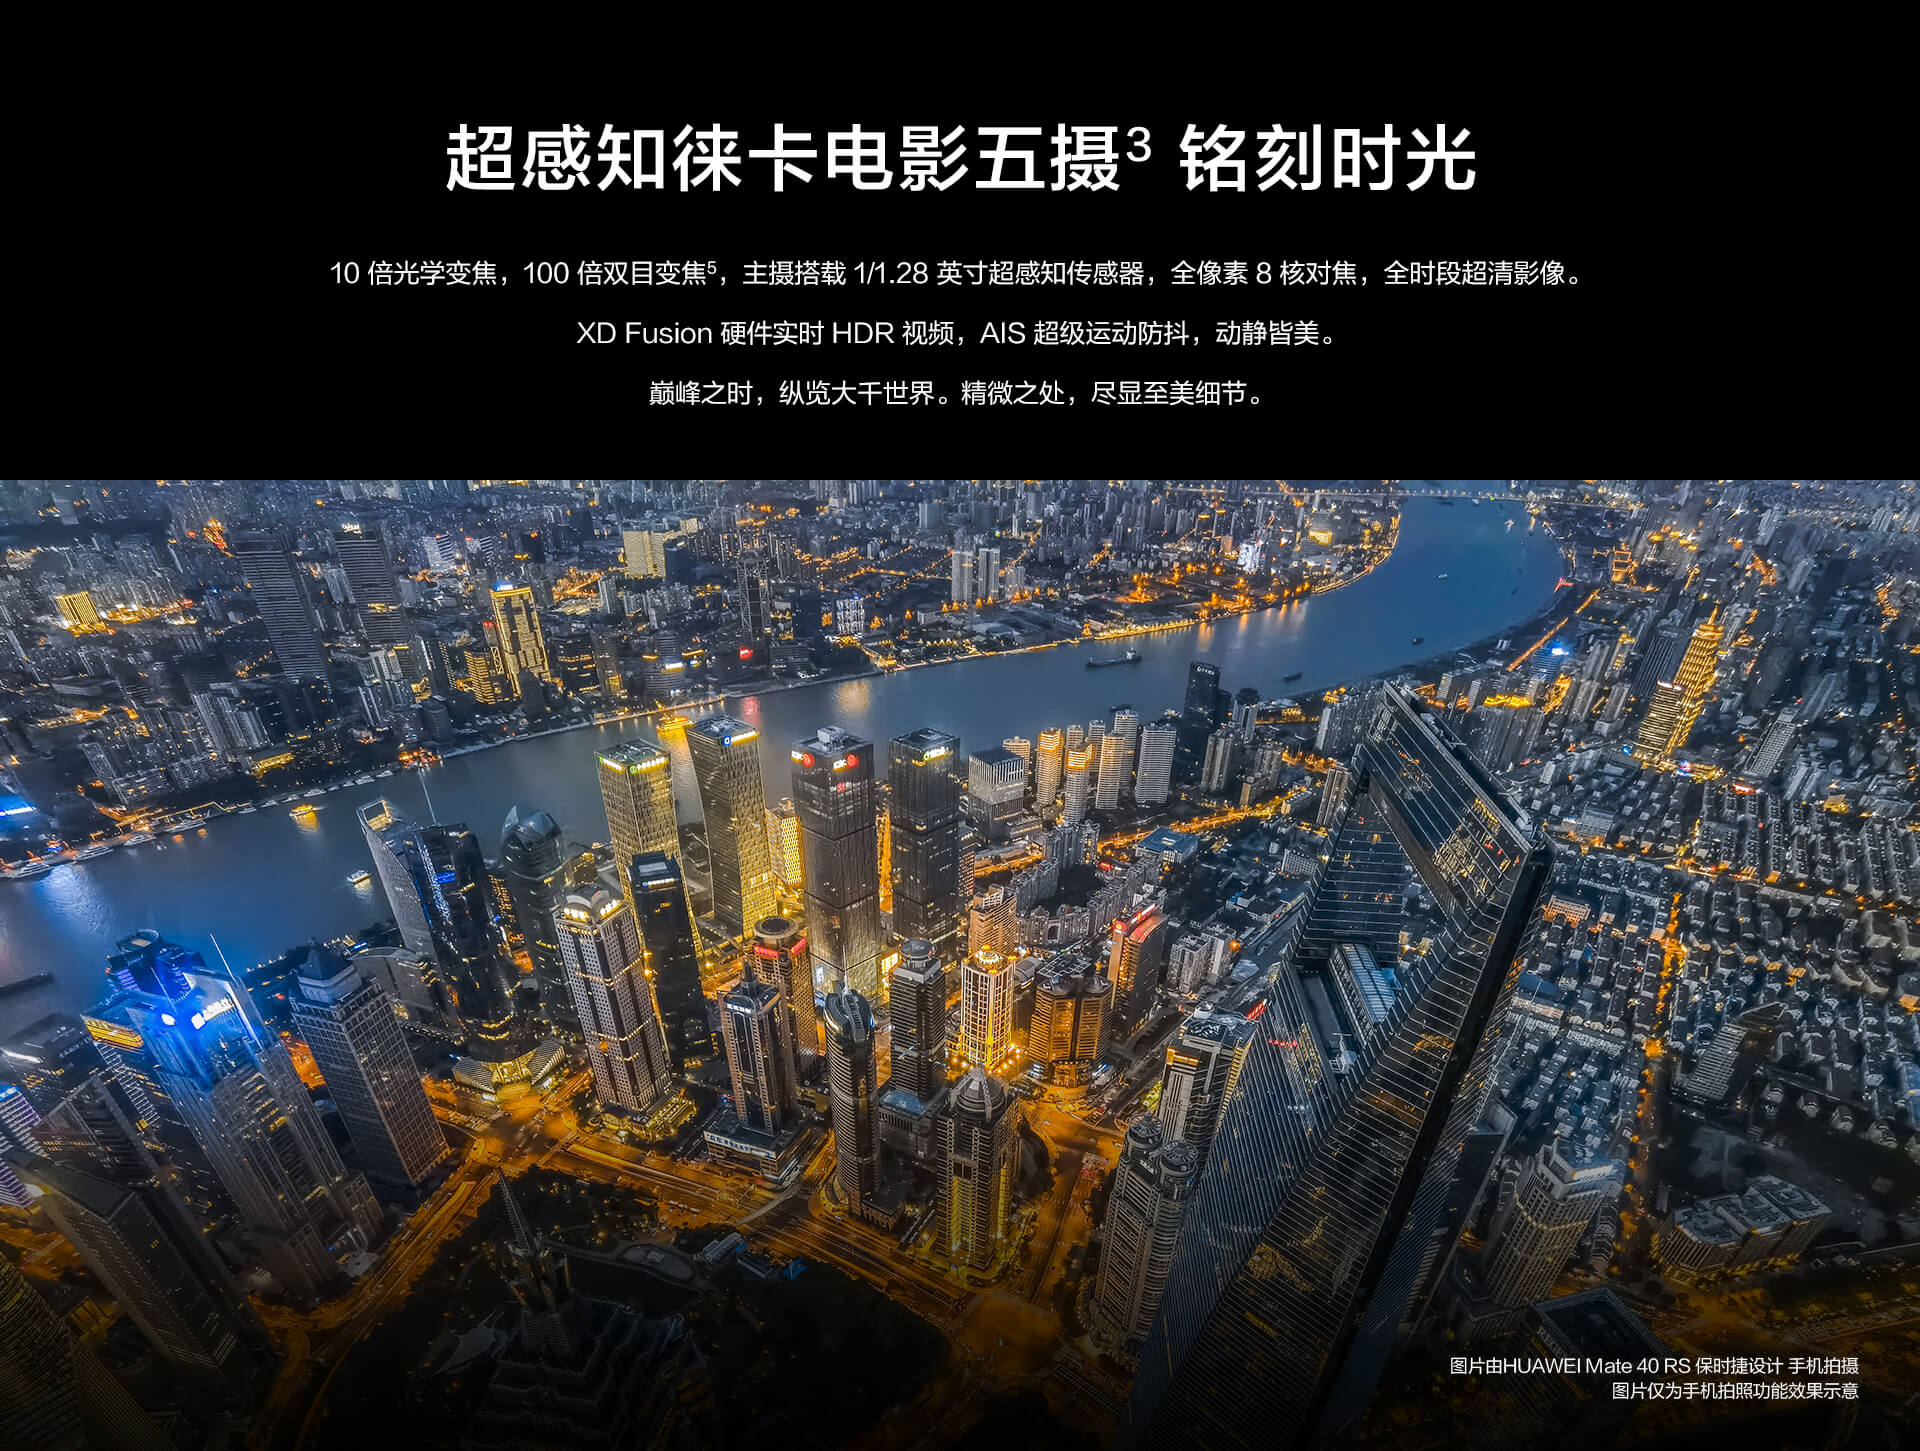 超感知徕卡电影五摄³ 铭刻时光
10 倍光学变焦，100 倍双目变焦⁵，主摄搭载 1/1.28 英寸超感知传感器，全像素 8 核对焦，全时段超清影像。
XD Fusion 硬件实时 HDR 视频，AIS 超级运动防抖，动静皆美。
巅峰之时，纵览大千世界。精微之处，尽显至美细节。
图片由HUAWEI Mate 40 RS 保时捷设计 手机拍摄
图片仅为手机拍照功能效果示意